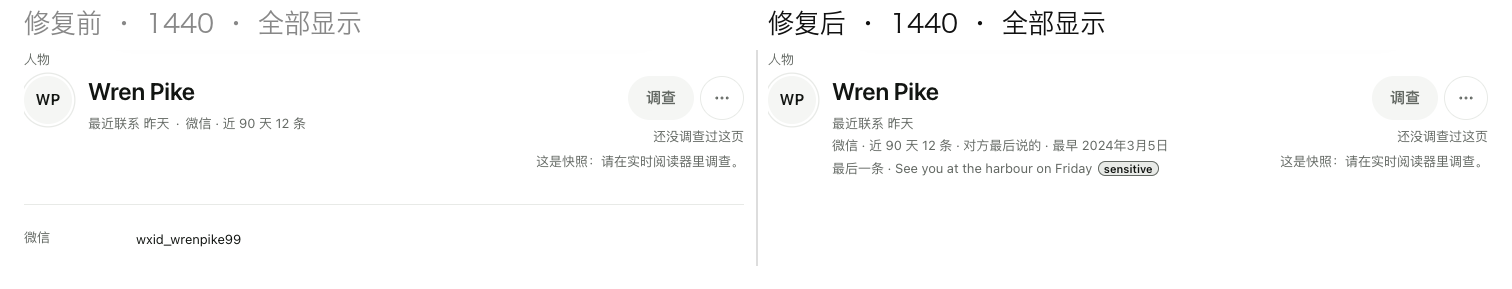 修复前 · 1440 · 全部显示
人物
WP
Wren Pike
最近联系 昨天 · 微信 · 近 90 天 12 条
调查
···
还没调查过这页
这是快照：请在实时阅读器里调查。
微信
wxid_wrenpike99
修复后 · 1440 · 全部显示
人物
WP
Wren Pike
最近联系 昨天
微信 · 近 90 天 12 条 · 对方最后说的 · 最早 2024年3月5日
最后一条 · See you at the harbour on Friday sensitive
调查
···
还没调查过这页
这是快照：请在实时阅读器里调查。